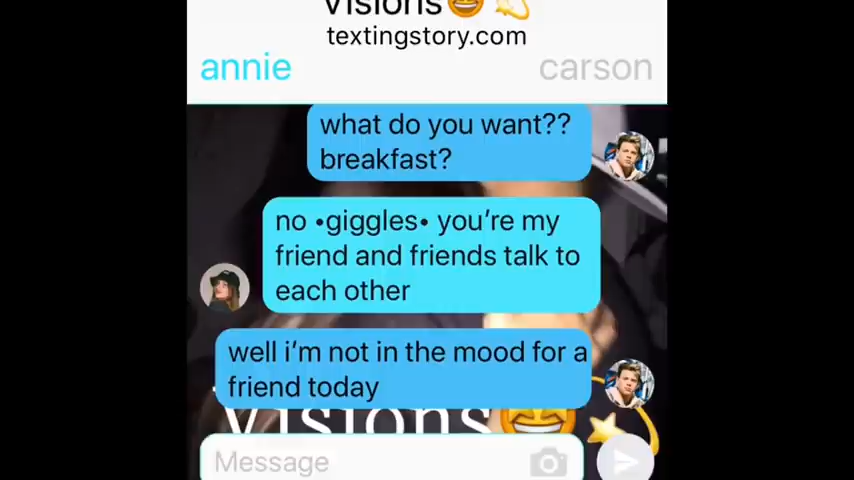 Visions🤩💫
textingstory.com
annie
carson
what do you want??
breakfast?
no •giggles• you're my
friend and friends talk to
each other
well i'm not in the mood for a
friend today
Visions🤩💫
Message